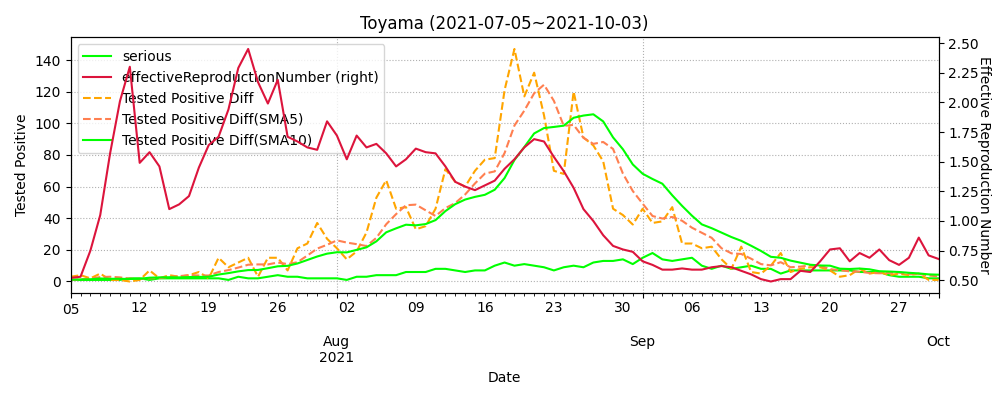 Toyama (2021-07-05~2021-10-03)
serious
effectiveReproductionNumber (right)
Tested Positive Diff
Tested Positive Diff(SMA5)
Tested Positive Diff(SMA10)
Tested Positive
140
120
100
80
60
40
20
0
2.50
2.25
2.00
1.75
1.50
1.25
1.00
0.75
0.50
Effective Reproduction Number
05 12 19 26 02 09 16 23 30 06 13 20 27
Aug Sep Oct
2021
Date